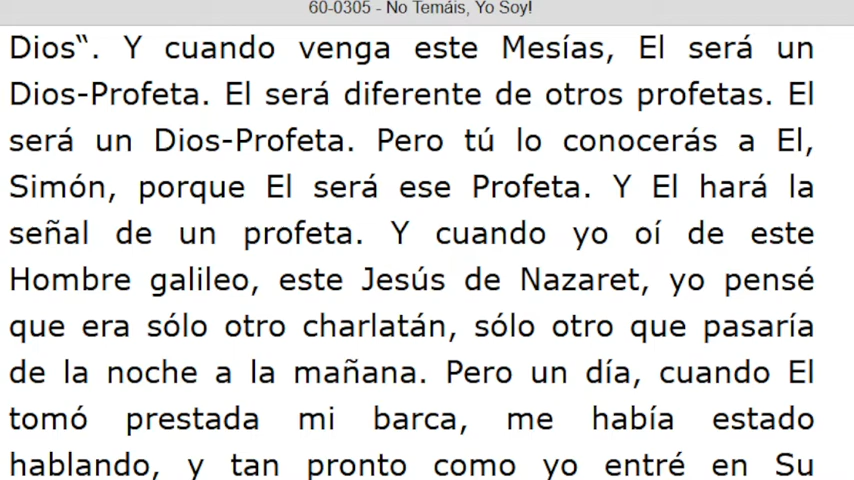 60-0305 - No Temáis, Yo Soy!
Dios‟. Y cuando venga este Mesías, El será un
Dios-Profeta. El será diferente de otros profetas. El
será un Dios-Profeta. Pero tú lo conocerás a El,
Simón, porque El será ese Profeta. Y El hará la
señal de un profeta. Y cuando yo oí de este
Hombre galileo, este Jesús de Nazaret, yo pensé
que era sólo otro charlatán, sólo otro que pasaría
de la noche a la mañana. Pero un día, cuando El
tomó prestada mi barca, me había estado
hablando, y tan pronto como yo entré en Su